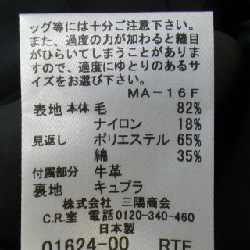 ッグ等には十分ご注意下さい。
また、過度の力が加わると縫目
がひらいてしまうことがありま
すので、過度にゆとりのあるサ
イズをお選び下さい。
MA-16F
表地 本体 毛 82%
ナイロン 18%
見返し ポリエステル 65%
綿 35%
付属部分 牛革
裏地 キュプラ
株式会社 三陽商会
C.R.室 電話0120-340-460
日本製
01624-00 RTF